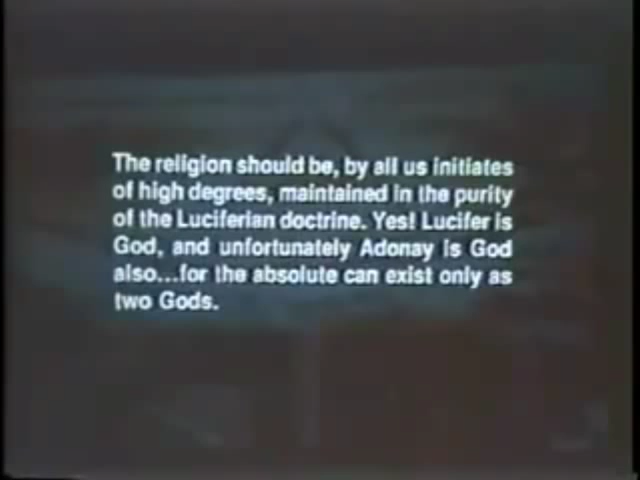 The religion should be, by all us initiates
of high degrees, maintained in the purity
of the Luciferian doctrine. Yes! Lucifer is
God, and unfortunately Adonay is God
also...for the absolute can exist only as
two Gods.